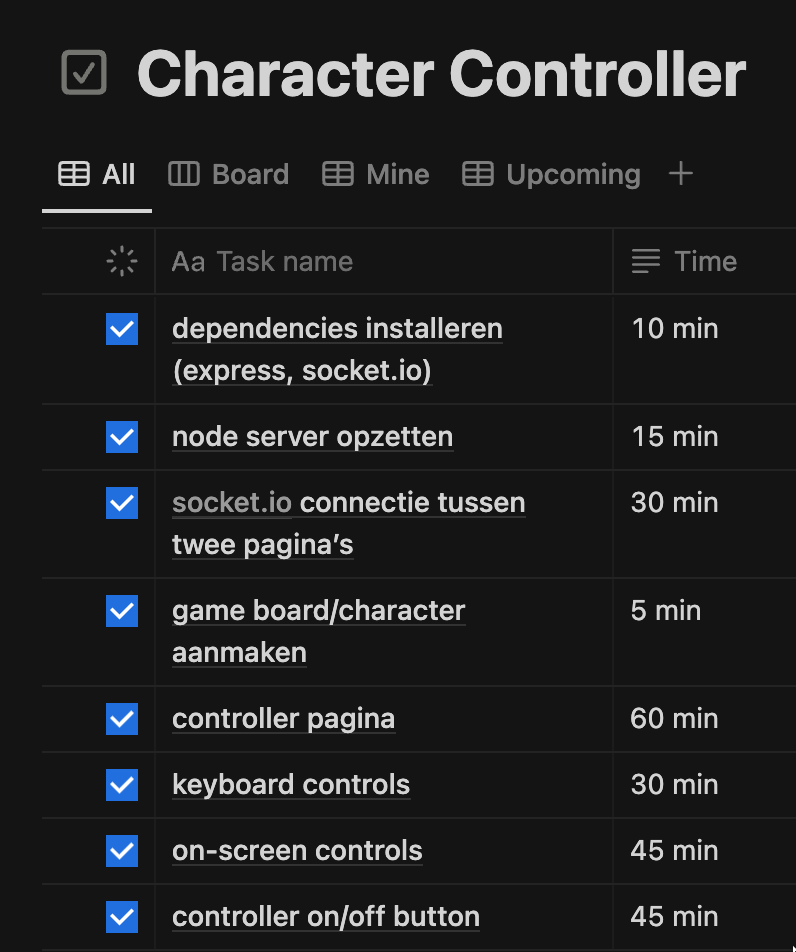 Character Controller
All Board Mine Upcoming +
Aa Task name Time
dependencies installeren 10 min
(express, socket.io)
node server opzetten 15 min
socket.io connectie tussen 30 min
twee pagina’s
game board/character 5 min
aanmaken
controller pagina 60 min
keyboard controls 30 min
on-screen controls 45 min
controller on/off button 45 min